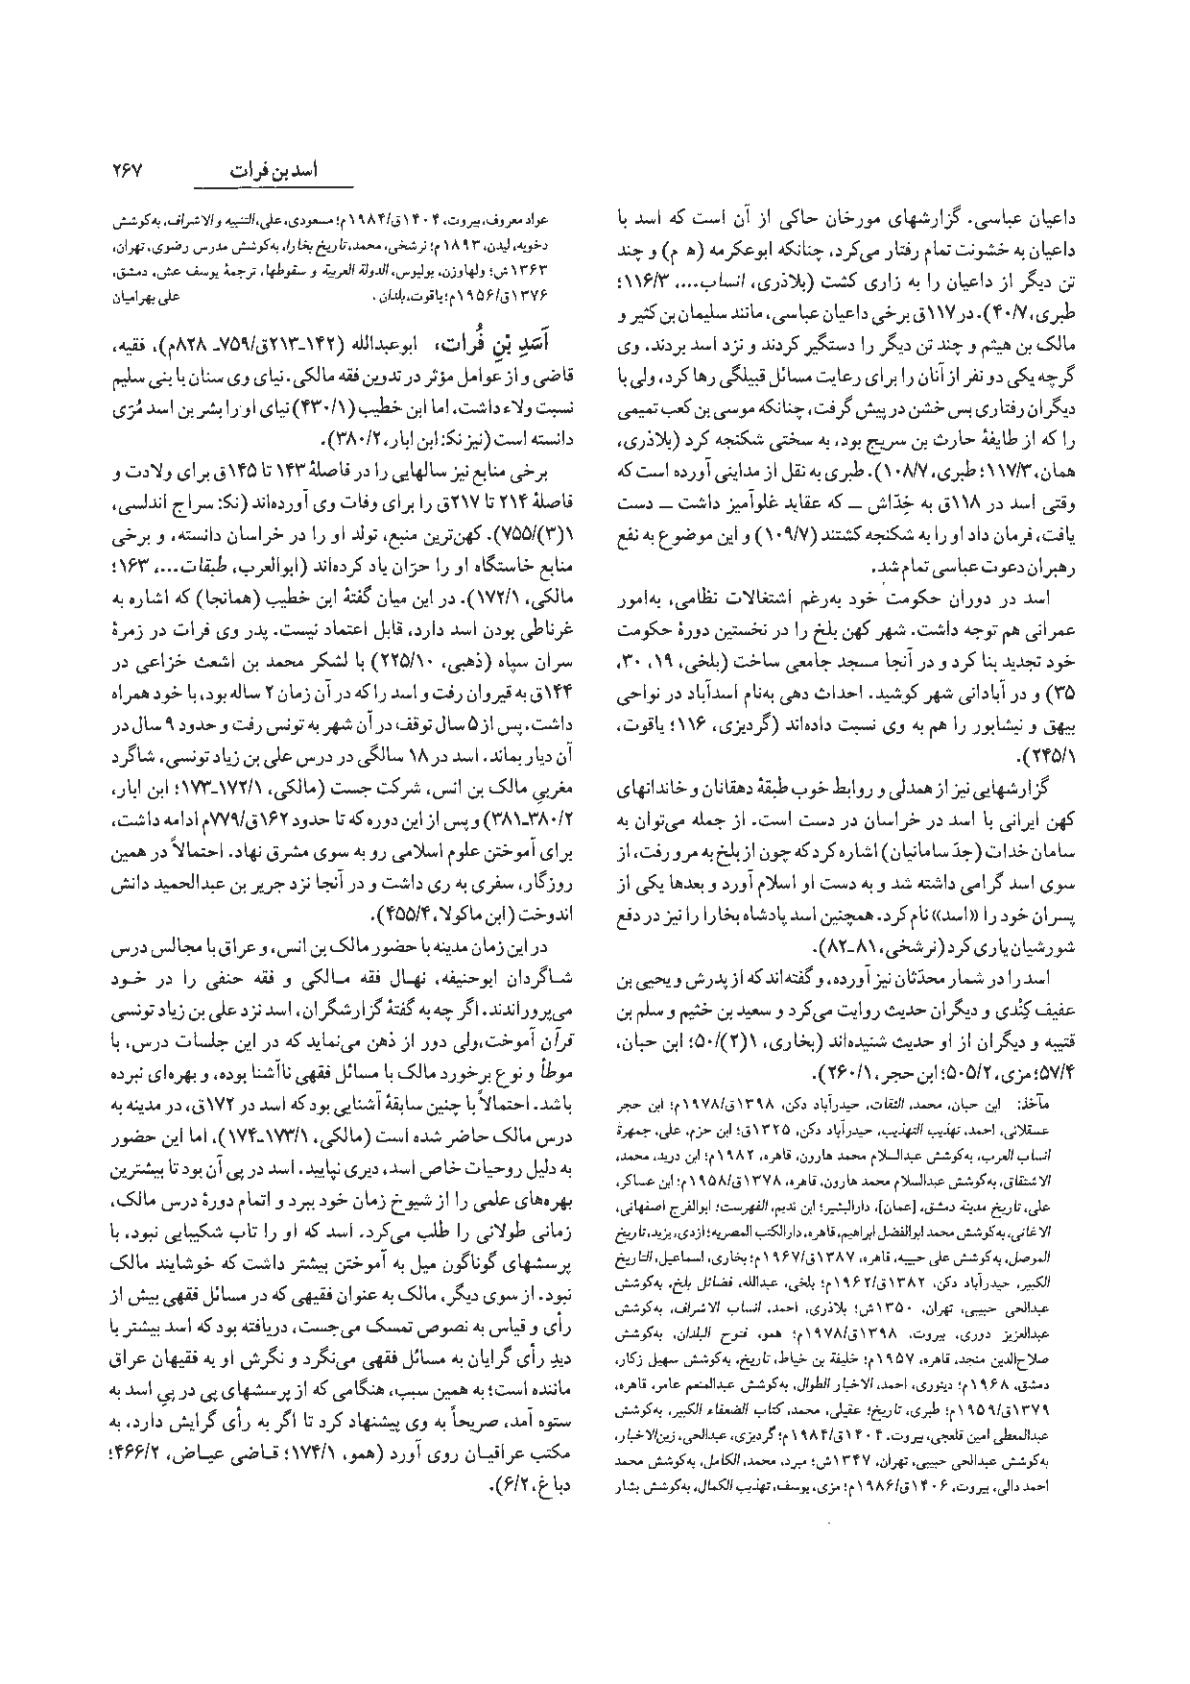 اسد بن فرات
۲۶۷
داعیان عباسی. گزارشهای مورخان حاکی از آن است که اسد با
داعیان به خشونت تمام رفتار می‌کرد، چنانکه ابوعکرمه (ه‍ م) و چند
تن دیگر از داعیان را به زاری کشت (بلاذری، انساب...، ۱۱۶/۳؛
طبری، ۴۰/۷). در ۱۱۷ق برخی داعیان عباسی، مانند سلیمان بن کثیر و
مالک بن هیثم و چند تن دیگر را دستگیر کردند و نزد اسد بردند. وی
گرچه یکی دو نفر از آنان را برای رعایت مسائل قبیلگی رها کرد، ولی با
دیگران رفتاری بس خشن در پیش گرفت، چنانکه موسی بن کعب تمیمی
را که از طایفهٔ حارث بن سریج بود، به سختی شکنجه کرد (بلاذری،
همان، ۱۱۷/۳؛ طبری، ۱۰۸/۷). طبری به نقل از مداینی آورده است که
وقتی اسد در ۱۱۸ق به خِدّاش ــ که عقاید غلوآمیز داشت ــ دست
یافت، فرمان داد او را به شکنجه کشتند (۱۰۹/۷) و این موضوع به نفع
رهبران دعوت عباسی تمام شد.
اسد در دوران حکومت خود به‌رغم اشتغالات نظامی، به‌امور
عمرانی هم توجه داشت. شهر کهن بلخ را در نخستین دورهٔ حکومت
خود تجدید بنا کرد و در آنجا مسجد جامعی ساخت (بلخی، ۱۹، ۳۰،
۳۵) و در آبادانی شهر کوشید. احداث دهی به‌نام اسدآباد در نواحی
بیهق و نیشابور را هم به وی نسبت داده‌اند (گردیزی، ۱۱۶؛ یاقوت،
۲۴۵/۱).
گزارشهایی نیز از همدلی و روابط خوب طبقهٔ دهقانان و خاندانهای
کهن ایرانی با اسد در خراسان در دست است. از جمله می‌توان به
سامان خدات (جدّ سامانیان) اشاره کرد که چون از بلخ به مرو رفت، از
سوی اسد گرامی داشته شد و به دست او اسلام آورد و بعدها یکی از
پسران خود را «اسد» نام کرد. همچنین اسد پادشاه بخارا را نیز در دفع
شورشیان یاری کرد (نرشخی، ۸۱ـ۸۲).
اسد را در شمار محدّثان نیز آورده، و گفته‌اند که از پدرش و یحیی بن
عفیف کِنْدی و دیگران حدیث روایت می‌کرد و سعید بن خثیم و سلم بن
قتیبه و دیگران از او حدیث شنیده‌اند (بخاری، ۱(۲)/۵۰؛ ابن حبان،
۵۷/۴؛ مزی، ۵۰۵/۲؛ ابن حجر، ۲۶۰/۱).
مآخذ: ابن حبان، محمد، الثقات، حیدرآباد دکن، ۱۳۹۸ق/۱۹۷۸م؛ ابن حجر
عسقلانی، احمد، تهذیب التهذیب، حیدرآباد دکن، ۱۳۲۵ق؛ ابن حزم، علی، جمهرة
انساب العرب، به‌کوشش عبدالسلام محمد هارون، قاهره، ۱۹۸۲م؛ ابن درید، محمد،
الاشتقاق، به‌کوشش عبدالسلام محمد هارون، قاهره، ۱۳۷۸ق/۱۹۵۸م؛ ابن عساکر،
علی، تاریخ مدینة دمشق، [عمان]، دارالبشیر؛ ابن ندیم، الفهرست؛ ابوالفرج اصفهانی،
الاغانی، به‌کوشش محمد ابوالفضل ابراهیم، قاهره، دارالکتب المصریه؛ ازدی، یزید، تاریخ
الموصل، به‌کوشش علی حبیبه، قاهره، ۱۳۸۷ق/۱۹۶۷م؛ بخاری، اسماعیل، التاریخ
الکبیر، حیدرآباد دکن، ۱۳۸۲ق/۱۹۶۲م؛ بلخی، عبدالله، فضائل بلخ، به‌کوشش
عبدالحی حبیبی، تهران، ۱۳۵۰ش؛ بلاذری، احمد، انساب الاشراف، به‌کوشش
عبدالعزیز دوری، بیروت، ۱۳۹۸ق/۱۹۷۸م؛ همو، فتوح البلدان، به‌کوشش
صلاح‌الدین منجد، قاهره، ۱۹۵۷م؛ خلیفة بن خیاط، تاریخ، به‌کوشش سهیل زکار،
دمشق، ۱۹۶۸م؛ دینوری، احمد، الاخبار الطوال، به‌کوشش عبدالمنعم عامر، قاهره،
۱۳۷۹ق/۱۹۵۹م؛ طبری، تاریخ؛ عقیلی، محمد، کتاب الضعفاء الکبیر، به‌کوشش
عبدالمعطی امین قلعجی، بیروت، ۱۴۰۴ق/۱۹۸۴م؛ گردیزی، عبدالحی، زین‌الاخبار،
به‌کوشش عبدالحی حبیبی، تهران، ۱۳۴۷ش؛ مبرد، محمد، الکامل، به‌کوشش محمد
احمد دالی، بیروت، ۱۴۰۶ق/۱۹۸۶م؛ مزی، یوسف، تهذیب الکمال، به‌کوشش بشار
عواد معروف، بیروت، ۱۴۰۴ق/۱۹۸۴م؛ مسعودی، علی، التنبیه و الاشراف، به‌کوشش
دخویه، لیدن، ۱۸۹۳م؛ نرشخی، محمد، تاریخ بخارا، به‌کوشش مدرس رضوی، تهران،
۱۳۶۳ش؛ ولهاوزن، یولیوس، الدولة العربیة و سقوطها، ترجمهٔ یوسف عش، دمشق،
۱۳۷۶ق/۱۹۵۶م؛ یاقوت، بلدان. علی بهرامیان
اَسَدِ بْنِ فُرات، ابوعبدالله (۱۴۲ـ۲۱۳ق/۷۵۹ـ ۸۲۸م)، فقیه،
قاضی و از عوامل مؤثر در تدوین فقه مالکی. نیای وی سنان با بنی سلیم
نسبت ولاء داشت، اما ابن خطیب (۴۳۰/۱) نیای او را بشر بن اسد مُرّی
دانسته است (نیز نک‍: ابن ابار، ۳۸۰/۲).
برخی منابع نیز سالهایی را در فاصلهٔ ۱۴۳ تا ۱۴۵ق برای ولادت و
فاصلهٔ ۲۱۴ تا ۲۱۷ق را برای وفات وی آورده‌اند (نک‍: سراج اندلسی،
۱(۳)/۷۵۵). کهن‌ترین منبع، تولد او را در خراسان دانسته، و برخی
منابع خاستگاه او را حرّان یاد کرده‌اند (ابوالعرب، طبقات...، ۱۶۳؛
مالکی، ۱۷۲/۱). در این میان گفتهٔ ابن خطیب (همانجا) که اشاره به
غرناطی بودن اسد دارد، قابل اعتماد نیست. پدر وی فرات در زمرهٔ
سران سپاه (ذهبی، ۲۲۵/۱۰) با لشکر محمد بن اشعث خزاعی در
۱۴۴ق به قیروان رفت و اسد را که در آن زمان ۲ ساله بود، با خود همراه
داشت. پس از ۵ سال توقف در آن شهر به تونس رفت و حدود ۹ سال در
آن دیار بماند. اسد در ۱۸ سالگی در درس علی بن زیاد تونسی، شاگرد
مغربیِ مالک بن انس، شرکت جست (مالکی، ۱۷۲/۱ـ۱۷۳؛ ابن ابار،
۳۸۰/۲ـ۳۸۱) و پس از این دوره که تا حدود ۱۶۲ق/۷۷۹م ادامه داشت،
برای آموختن علوم اسلامی رو به سوی مشرق نهاد. احتمالاً در همین
روزگار، سفری به ری داشت و در آنجا نزد جریر بن عبدالحمید دانش
اندوخت (ابن ماکولا، ۴۵۵/۴).
در این زمان مدینه با حضور مالک بن انس، و عراق با مجالس درس
شاگردان ابوحنیفه، نهال فقه مالکی و فقه حنفی را در خود
می‌پروراندند. اگر چه به گفتهٔ گزارشگران، اسد نزد علی بن زیاد تونسی
قرآن آموخت،ولی دور از ذهن می‌نماید که در این جلسات درس، با
موطأ و نوع برخورد مالک با مسائل فقهی ناآشنا بوده، و بهره‌ای نبرده
باشد. احتمالاً با چنین سابقهٔ آشنایی بود که اسد در ۱۷۲ق، در مدینه به
درس مالک حاضر شده است (مالکی، ۱۷۳/۱ـ۱۷۴)، اما این حضور
به دلیل روحیات خاص اسد، دیری نپایید. اسد در پی آن بود تا بیشترین
بهره‌های علمی را از شیوخ زمان خود ببرد و اتمام دورهٔ درس مالک،
زمانی طولانی را طلب می‌کرد. اسد که او را تاب شکیبایی نبود، با
پرسشهای گوناگون میل به آموختن بیشتر داشت که خوشایند مالک
نبود. از سوی دیگر، مالک به عنوان فقیهی که در مسائل فقهی بیش از
رأی و قیاس به نصوص تمسک می‌جست، دریافته بود که اسد بیشتر با
دیدِ رأی گرایان به مسائل فقهی می‌نگرد و نگرش او به فقیهان عراق
ماننده است؛ به همین سبب، هنگامی که از پرسشهای پی در پیِ اسد به
ستوه آمد، صریحاً به وی پیشنهاد کرد تا اگر به رأی گرایش دارد، به
مکتب عراقیان روی آورد (همو، ۱۷۴/۱؛ قاضی عیاض، ۴۶۶/۲؛
دباغ، ۶/۲).